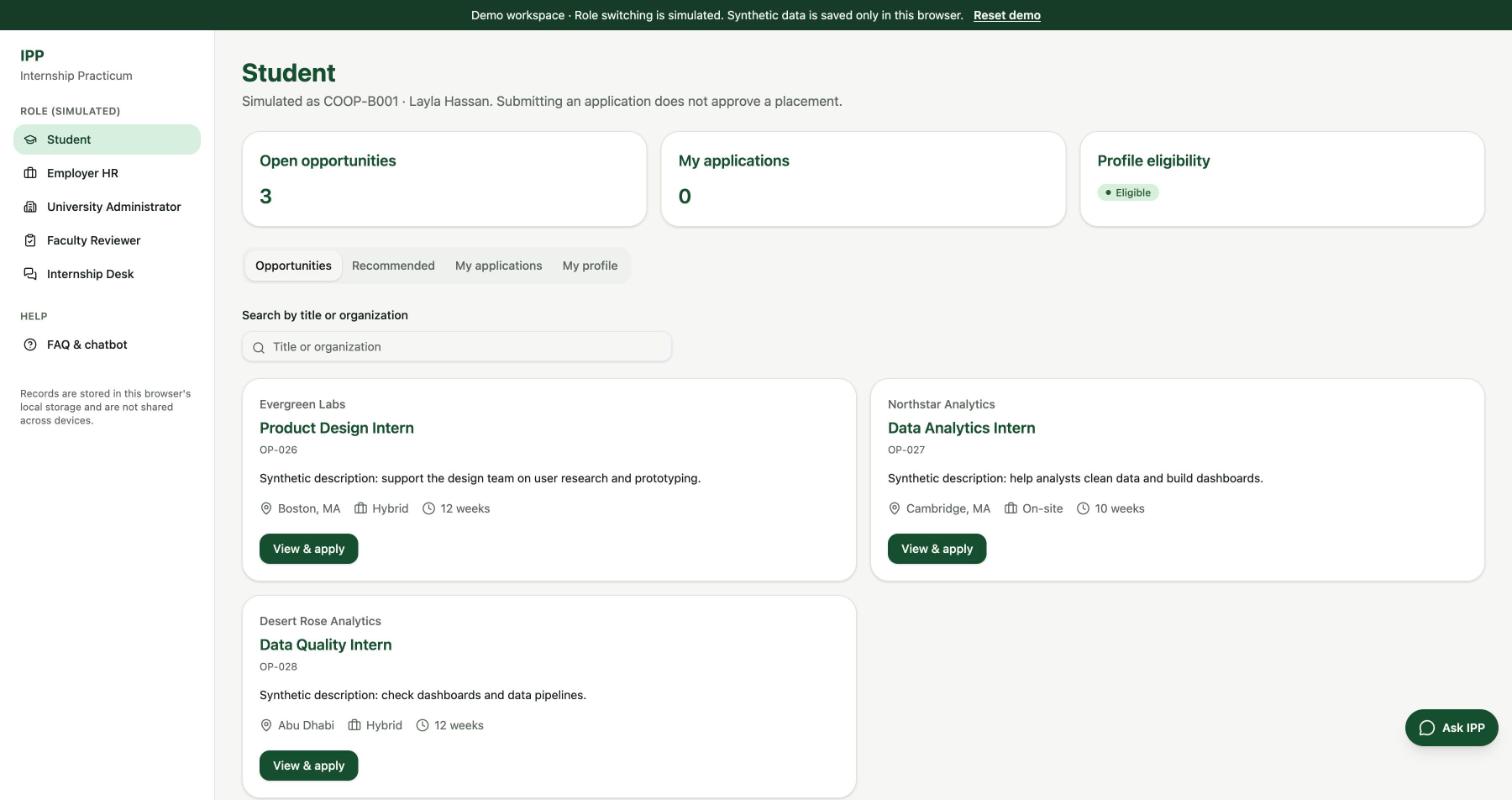 Demo workspace · Role switching is simulated. Synthetic data is saved only in this browser. Reset demo
IPP
Internship Practicum
ROLE (SIMULATED)
Student
Employer HR
University Administrator
Faculty Reviewer
Internship Desk
HELP
FAQ & chatbot
Records are stored in this browser's
local storage and are not shared
across devices.
Student
Simulated as COOP-B001 · Layla Hassan. Submitting an application does not approve a placement.
Open opportunities
3
My applications
0
Profile eligibility
Eligible
Opportunities Recommended My applications My profile
Search by title or organization
Title or organization
Evergreen Labs
Product Design Intern
OP-026
Synthetic description: support the design team on user research and prototyping.
Boston, MA Hybrid 12 weeks
View & apply
Northstar Analytics
Data Analytics Intern
OP-027
Synthetic description: help analysts clean data and build dashboards.
Cambridge, MA On-site 10 weeks
View & apply
Desert Rose Analytics
Data Quality Intern
OP-028
Synthetic description: check dashboards and data pipelines.
Abu Dhabi Hybrid 12 weeks
View & apply
Ask IPP